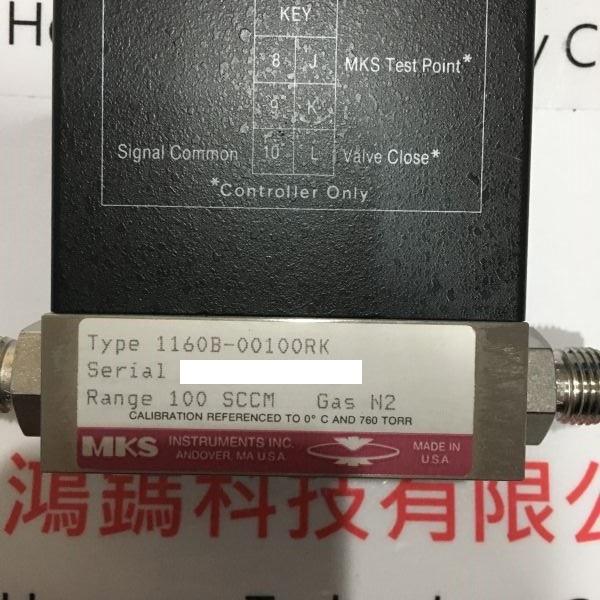 KEY
8 J MKS Test Point*
9 K
Signal Common 10 L Valve Close*
*Controller Only
Type 1160B-00100RK
Serial
Range 100 SCCM Gas N2
CALIBRATION REFERENCED TO 0° C AND 760 TORR
MKS INSTRUMENTS INC. MADE IN
ANDOVER, MA U.S.A. U.S.A.
鴻鎷科技有限公